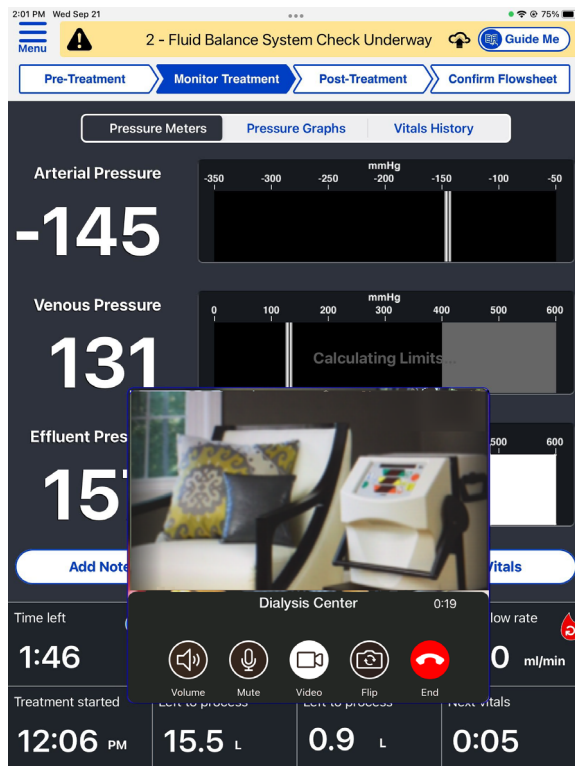 2:01 PM Wed Sep 21
75%
Menu
2 - Fluid Balance System Check Underway
Guide Me
Pre-Treatment
Monitor Treatment
Post-Treatment
Confirm Flowsheet
Pressure Meters
Pressure Graphs
Vitals History
Arterial Pressure
-145
mmHg
-350 -300 -250 -200 -150 -100 -50
Venous Pressure
131
mmHg
0 100 200 300 400 500 600
Calculating Limits...
Effluent Pres
15
500 600
Add Note
Vitals
Dialysis Center 0:19
Volume Mute Video Flip End
Time left
1:46
low rate
0 ml/min
Treatment started
12:06 PM
Left to process
15.5 L
Left to process
0.9 L
Next vitals
0:05